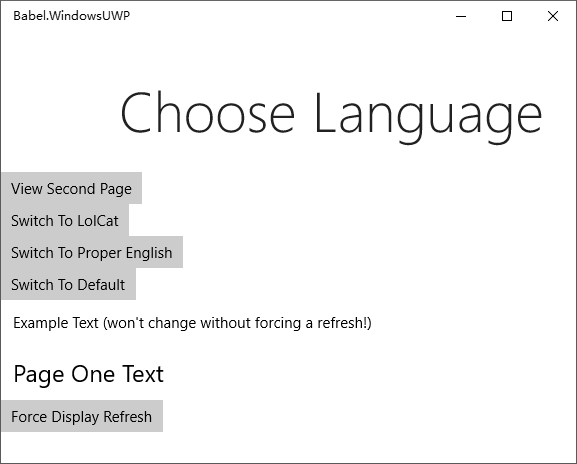 Babel.WindowsUWP
Choose Language
View Second Page
Switch To LolCat
Switch To Proper English
Switch To Default
Example Text (won't change without forcing a refresh!)
Page One Text
Force Display Refresh